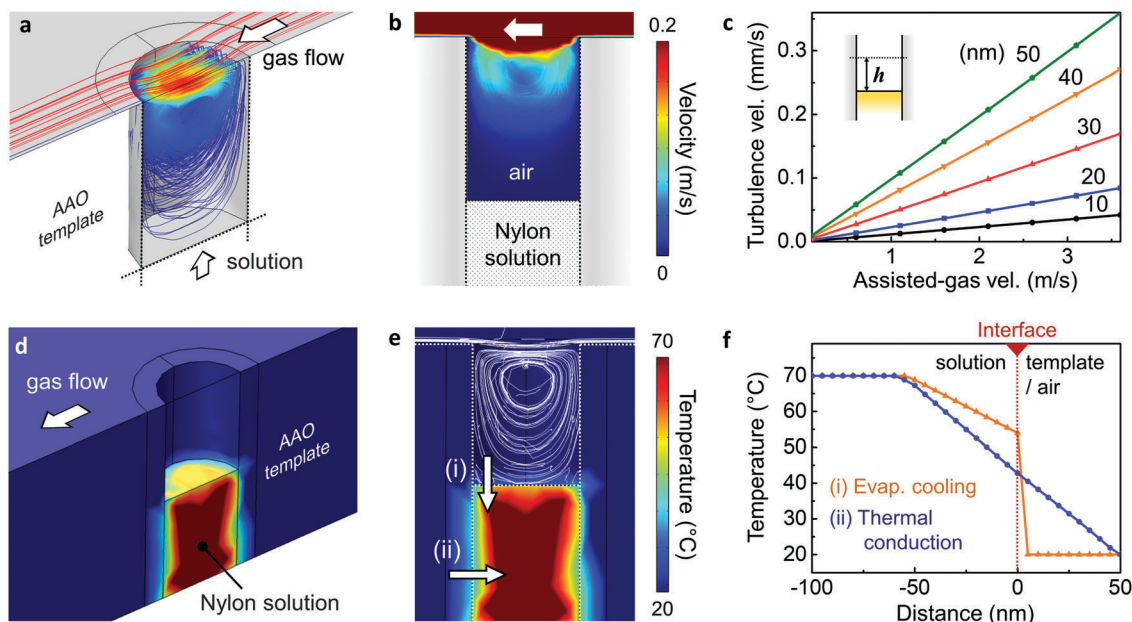 a
gas flow
AAO
template
solution
b
air
Nylon
solution
0.2
Velocity (m/s)
0
c
Turbulence vel. (mm/s)
0.3
0.2
0.1
0.0
(nm)
50
40
30
20
10
h
1
2
3
Assisted-gas vel. (m/s)
d
gas flow
AAO
template
Nylon solution
e
(i)
(ii)
70
Temperature (°C)
20
f
Interface
solution
template
/ air
Temperature (°C)
70
60
50
40
30
20
(i) Evap. cooling
(ii) Thermal
conduction
-100
-50
0
50
Distance (nm)